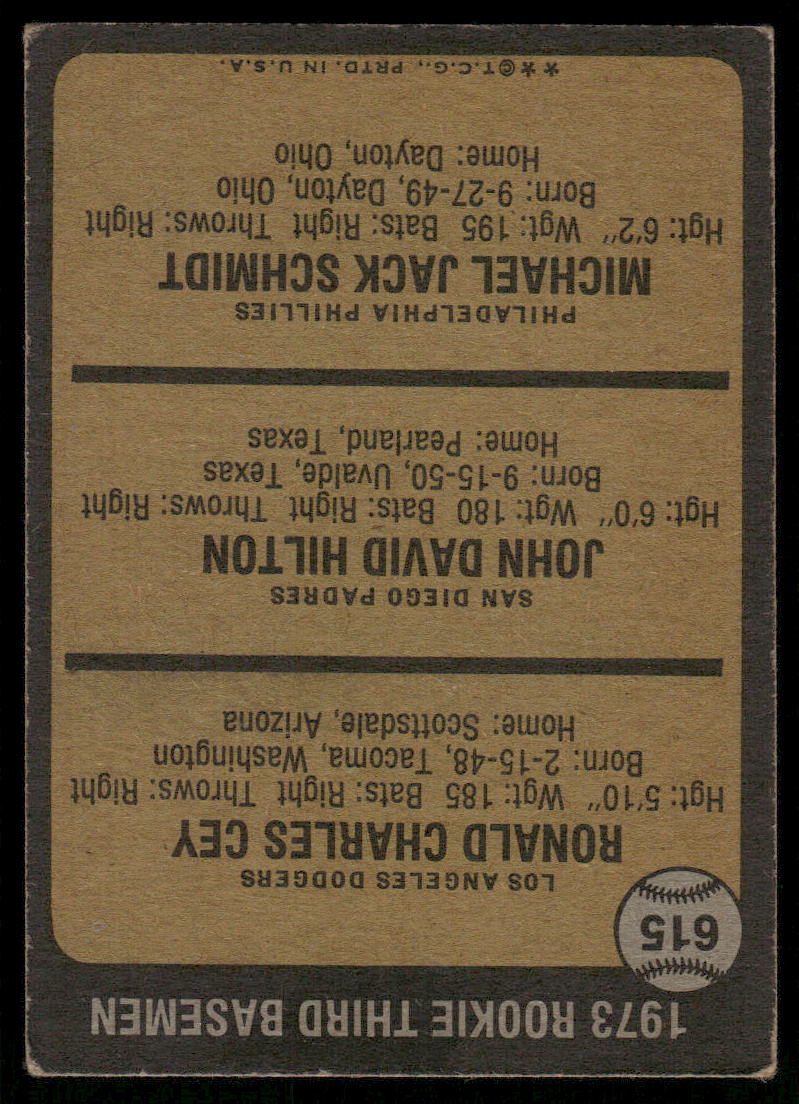 1973 ROOKIE THIRD BASEMEN
615
LOS ANGELES DODGERS
RONALD CHARLES CEY
Hgt: 5'10" Wgt: 185 Bats: Right Throws: Right
Born: 2-15-48, Tacoma, Washington
Home: Scottsdale, Arizona
SAN DIEGO PADRES
JOHN DAVID HILTON
Hgt: 6'0" Wgt: 180 Bats: Right Throws: Right
Born: 9-15-50, Uvalde, Texas
Home: Pearland, Texas
PHILADELPHIA PHILLIES
MICHAEL JACK SCHMIDT
Hgt: 6'2" Wgt: 195 Bats: Right Throws: Right
Born: 9-27-49, Dayton, Ohio
Home: Dayton, Ohio
★★©T.C.G., PRTD. IN U.S.A.